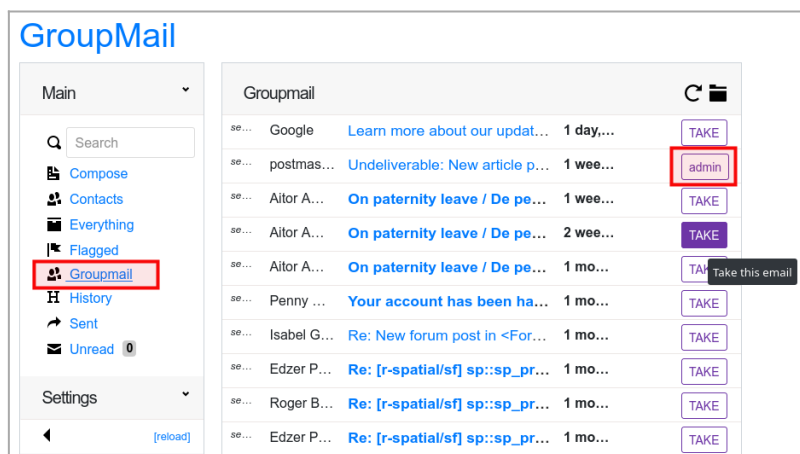 GroupMail
Main
Search
Compose
Contacts
Everything
Flagged
Groupmail
History
Sent
Unread 0
Settings
[reload]
Groupmail
se... Google Learn more about our updat... 1 day,... TAKE
se... postmas... Undeliverable: New article p... 1 wee... admin
se... Aitor A... On paternity leave / De pe... 1 wee... TAKE
se... Aitor A... On paternity leave / De pe... 2 wee... TAKE
se... Aitor A... On paternity leave / De pe... 1 mo... TAK
Take this email
se... Penny ... Your account has been ha... 1 mo... TAKE
se... Isabel G... Re: New forum post in <For... 1 mo... TAKE
se... Edzer P... Re: [r-spatial/sf] sp::sp_pr... 1 mo... TAKE
se... Roger B... Re: [r-spatial/sf] sp::sp_pr... 1 mo... TAKE
se... Edzer P... Re: [r-spatial/sf] sp::sp_pr... 1 mo... TAKE